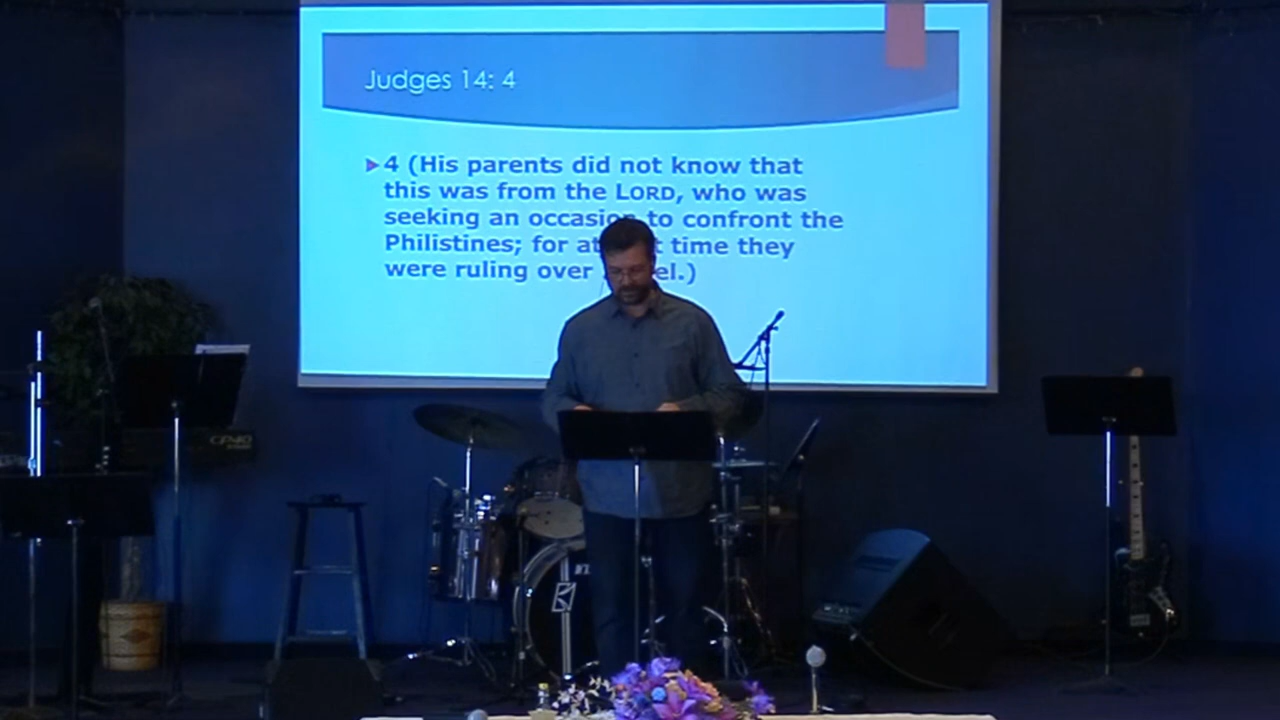 Judges 14: 4
4 (His parents did not know that
this was from the LORD, who was
seeking an occasion to confront the
Philistines; for at time they
were ruling over
CP40